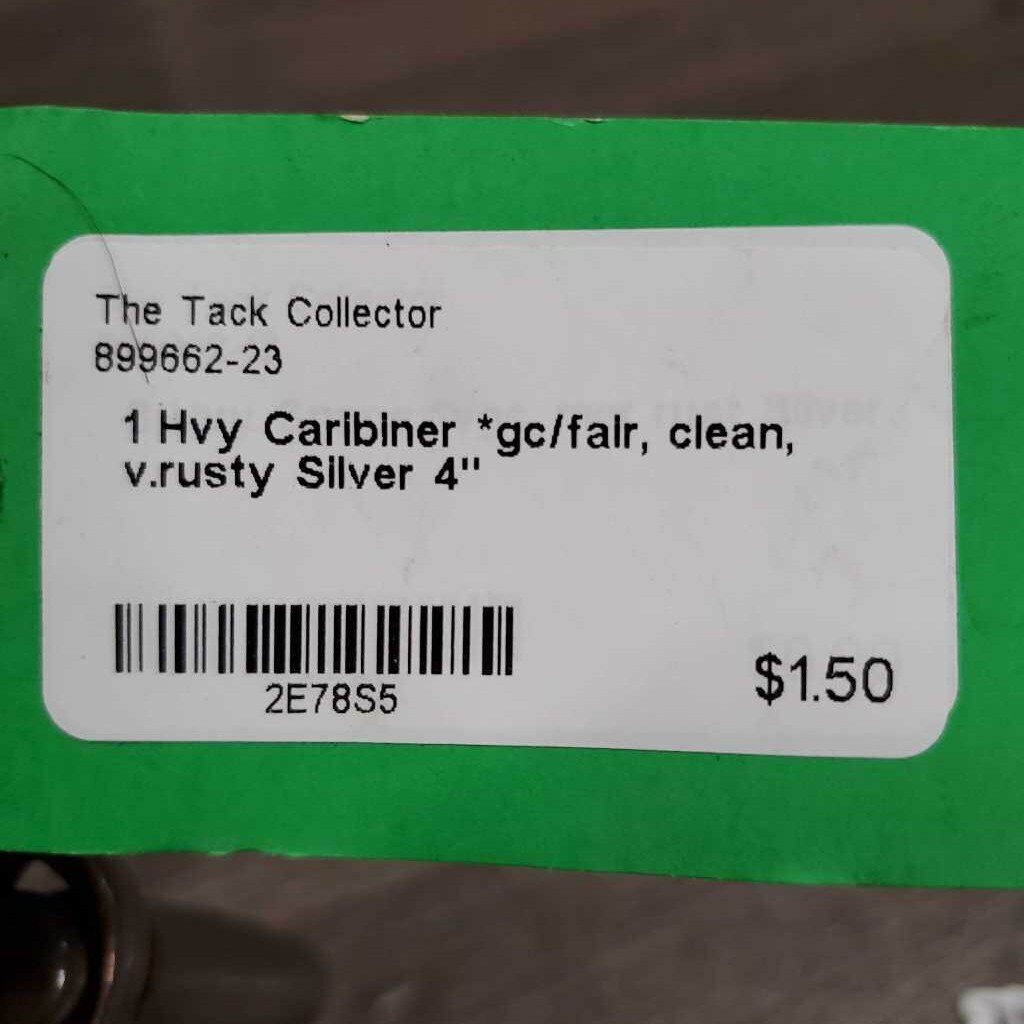 The Tack Collector
899662-23
1 Hvy Caribiner *gc/fair, clean,
v.rusty Silver 4"
2E78S5
$1.50